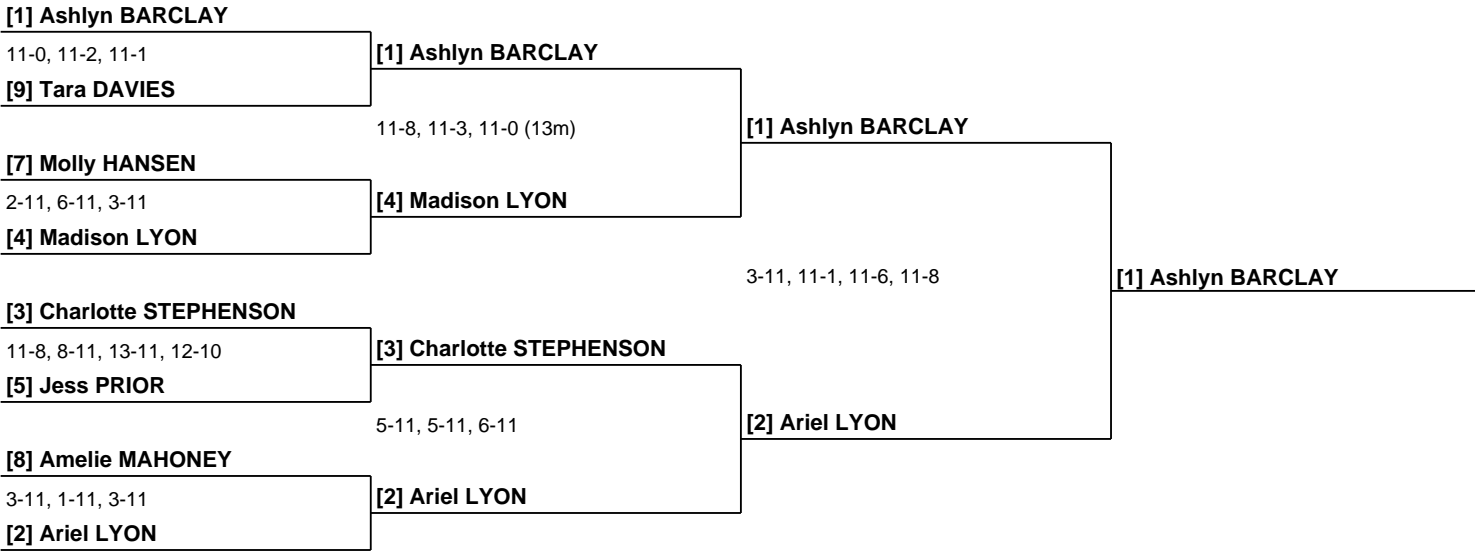 [1] Ashlyn BARCLAY
11-0, 11-2, 11-1
[9] Tara DAVIES
[7] Molly HANSEN
2-11, 6-11, 3-11
[4] Madison LYON
[3] Charlotte STEPHENSON
11-8, 8-11, 13-11, 12-10
[5] Jess PRIOR
[8] Amelie MAHONEY
3-11, 1-11, 3-11
[2] Ariel LYON
[1] Ashlyn BARCLAY
11-8, 11-3, 11-0 (13m)
[4] Madison LYON
[3] Charlotte STEPHENSON
5-11, 5-11, 6-11
[2] Ariel LYON
[1] Ashlyn BARCLAY
3-11, 11-1, 11-6, 11-8
[2] Ariel LYON
[1] Ashlyn BARCLAY